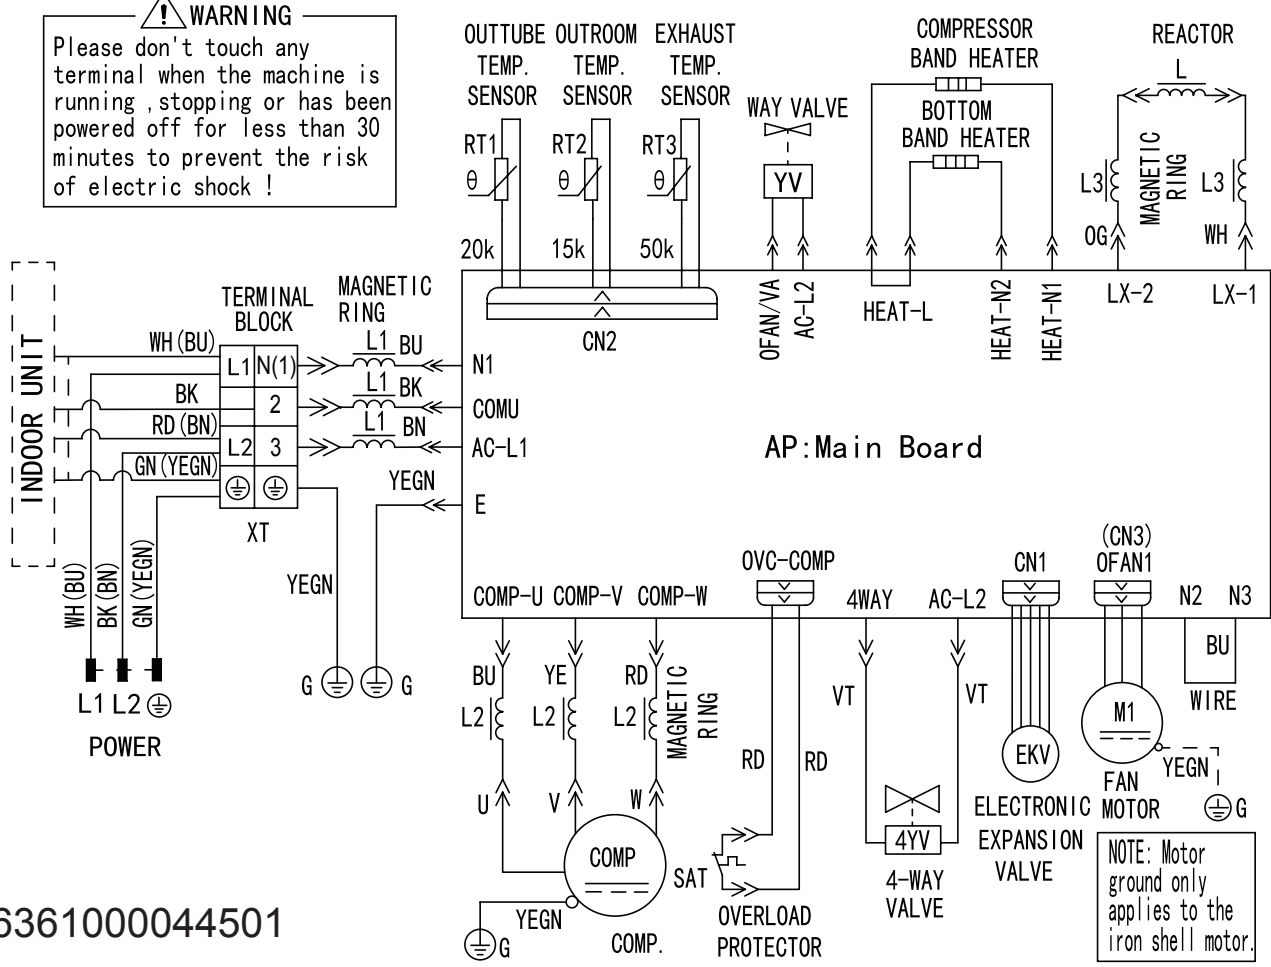 WARNING
Please don't touch any
terminal when the machine is
running ,stopping or has been
powered off for less than 30
minutes to prevent the risk
of electric shock !
OUTTUBE
TEMP.
SENSOR
OUTROOM
TEMP.
SENSOR
EXHAUST
TEMP.
SENSOR
RT1
θ
20k
RT2
θ
15k
RT3
θ
50k
CN2
WAY VALVE
YV
OFAN/VA
AC-L2
COMPRESSOR
BAND HEATER
BOTTOM
BAND HEATER
HEAT-L
HEAT-N2
HEAT-N1
REACTOR
L
L3
MAGNETIC
RING
L3
OG
WH
LX-2
LX-1
INDOOR UNIT
TERMINAL
BLOCK
MAGNETIC
RING
WH(BU)
L1
N(1)
L1
BU
N1
BK
2
L1
BK
COMU
RD(BN)
L2
3
L1
BN
AC-L1
GN(YEGN)
YEGN
E
XT
AP:Main Board
WH(BU)
BK(BN)
GN(YEGN)
YEGN
L1
L2
POWER
G
G
COMP-U
COMP-V
COMP-W
OVC-COMP
4WAY
AC-L2
CN1
(CN3)
OFAN1
N2
N3
BU
WIRE
BU
YE
RD
L2
L2
L2
MAGNETIC
RING
U
V
W
COMP
YEGN
G
COMP.
RD
RD
SAT
OVERLOAD
PROTECTOR
VT
VT
4YV
4-WAY
VALVE
EKV
ELECTRONIC
EXPANSION
VALVE
M1
FAN
MOTOR
YEGN
G
NOTE: Motor
ground only
applies to the
iron shell motor.
6361000044501